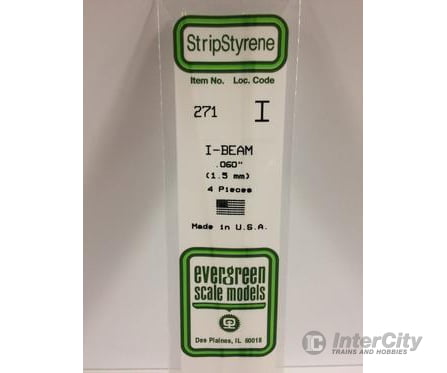 StripStyrene
Item No. Loc. Code
271 I
I-BEAM
.060"
(1.5 mm)
4 Pieces
Made in U.S.A.
evergreen
scale models
Des Plaines, IL 60018
IC InterCity
TRAINS AND HOBBIES